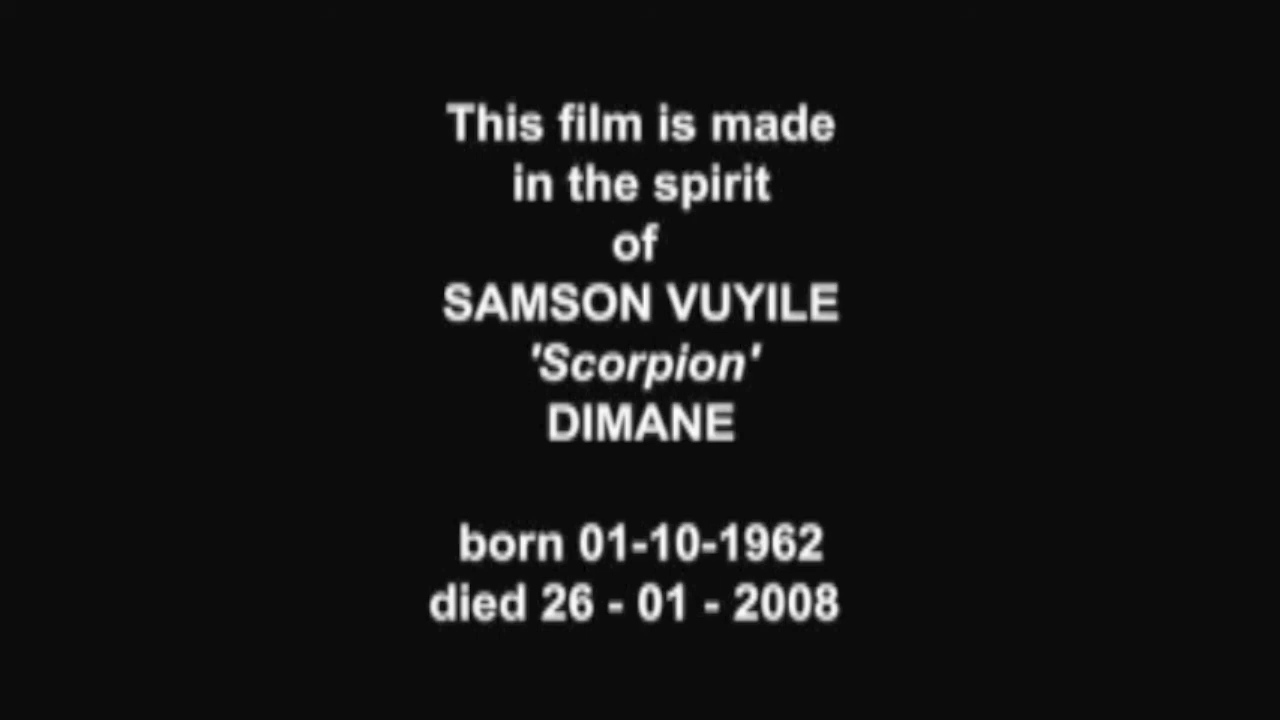 This film is made
in the spirit
of
SAMSON VUYILE
'Scorpion'
DIMANE
born 01-10-1962
died 26 - 01 - 2008